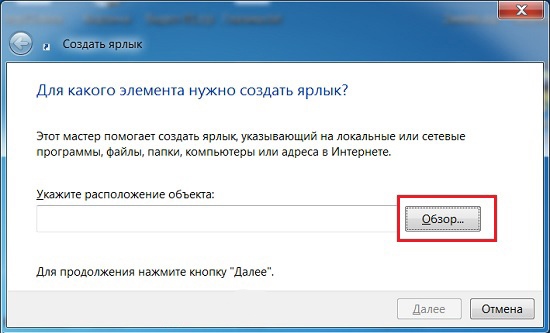 Создать ярлык
Для какого элемента нужно создать ярлык?
Этот мастер помогает создать ярлык, указывающий на локальные или сетевые
программы, файлы, папки, компьютеры или адреса в Интернете.
Укажите расположение объекта:
Обзор...
Для продолжения нажмите кнопку "Далее".
Далее
Отмена